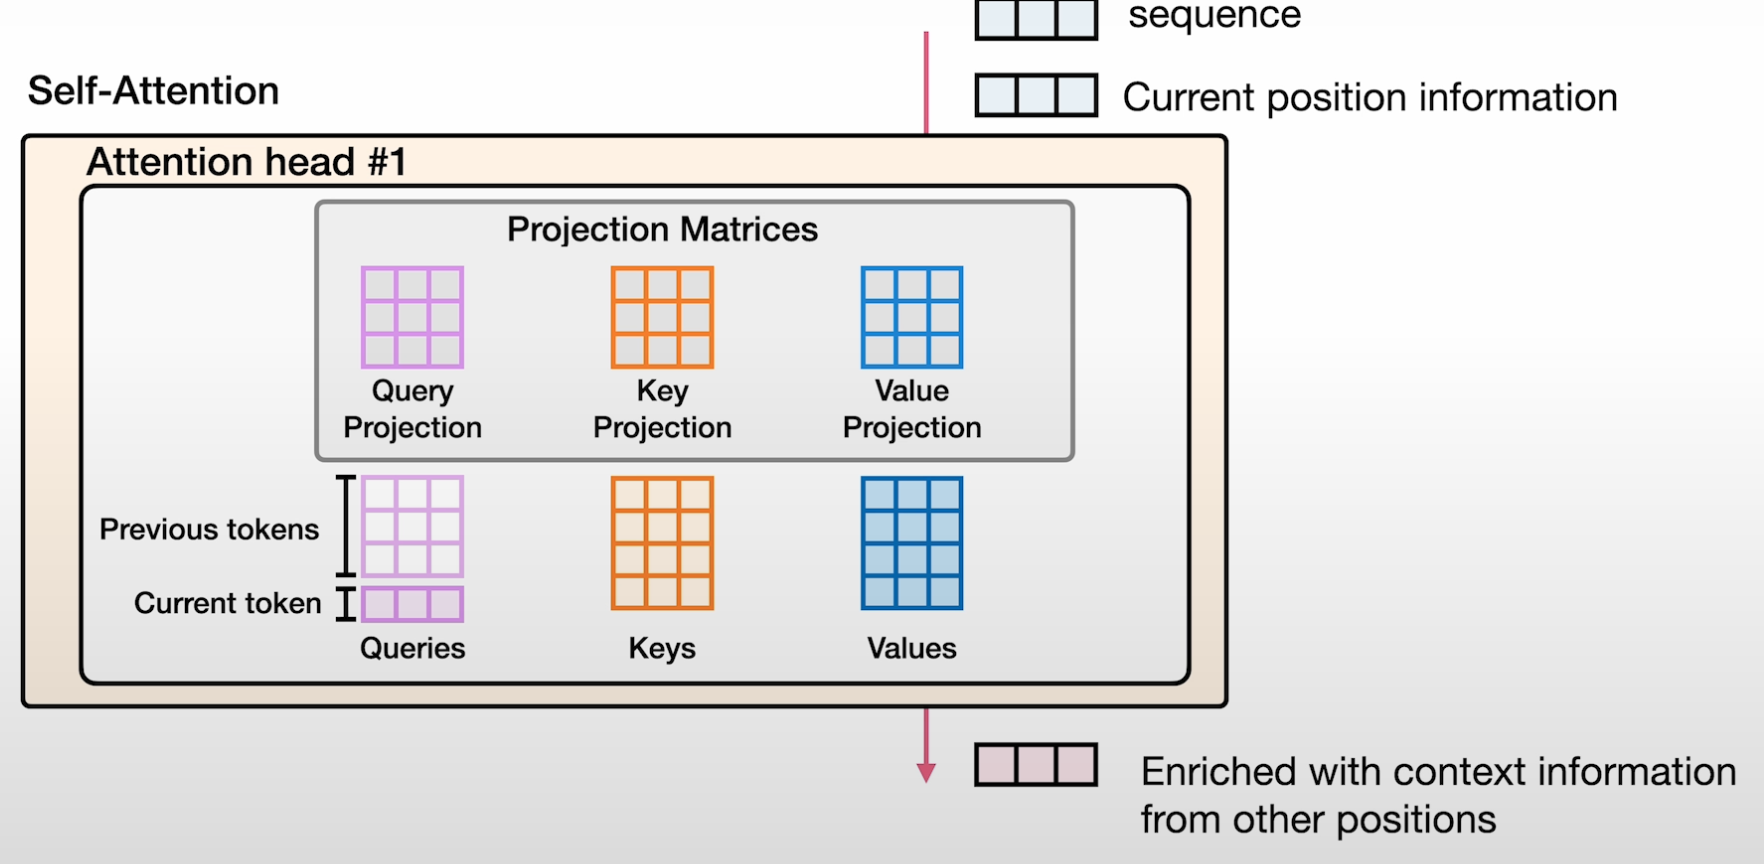 sequence
Self-Attention
Current position information
Attention head #1
Projection Matrices
Query
Projection
Key
Projection
Value
Projection
Previous tokens
Current token
Queries
Keys
Values
Enriched with context information
from other positions